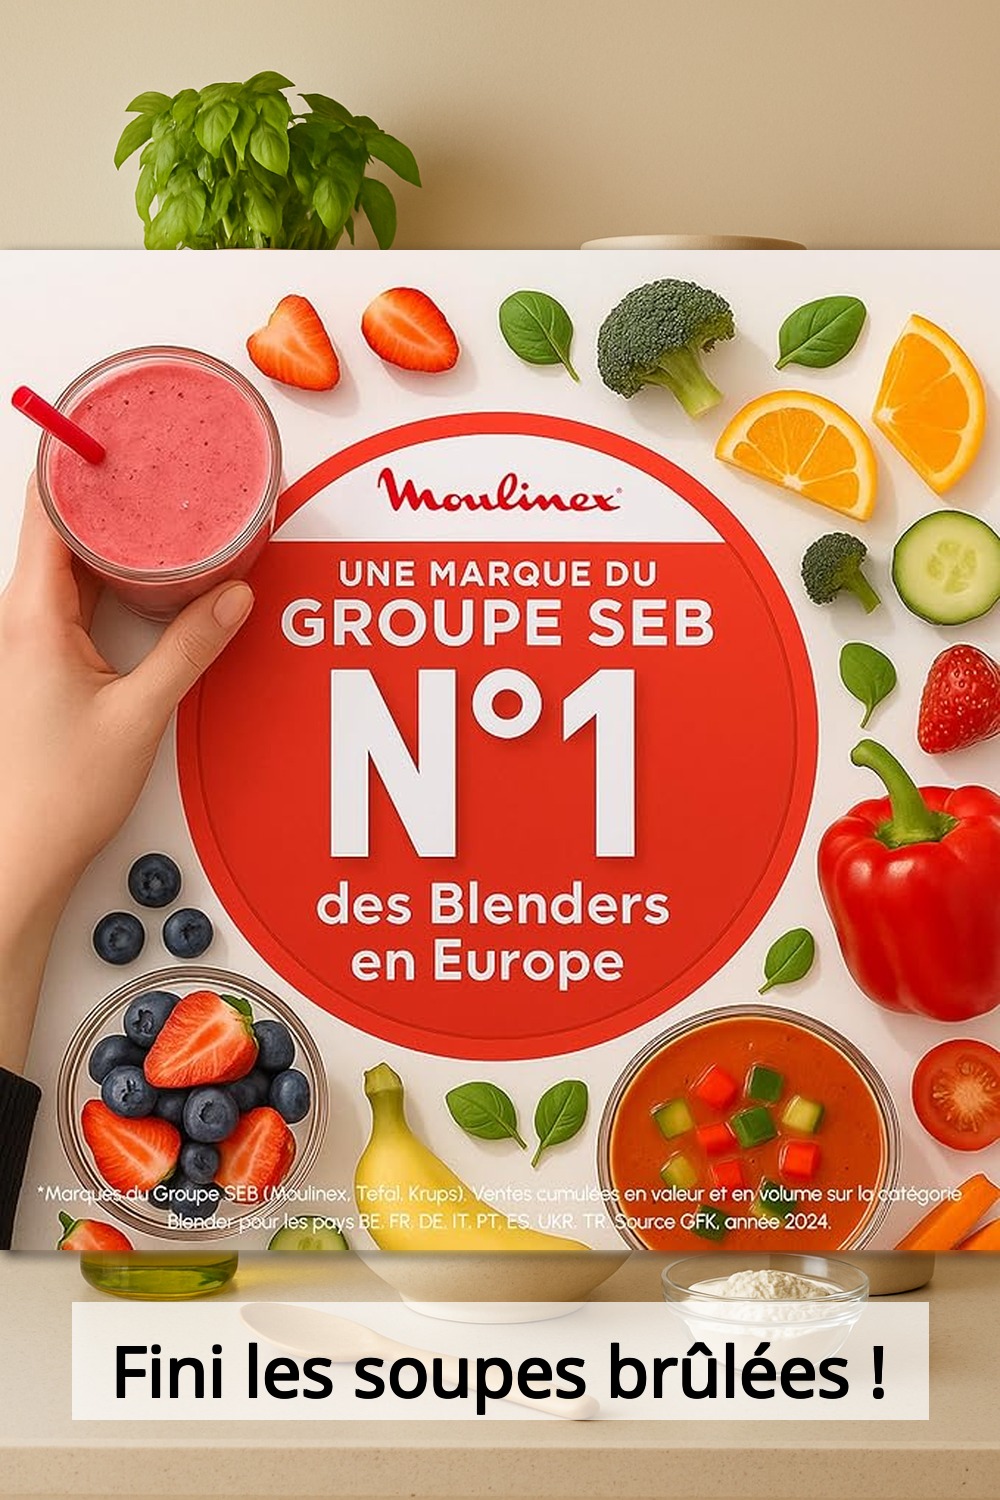 Moulinex
UNE MARQUE DU
GROUPE SEB
N°1
des Blenders
en Europe
*Marques du Groupe SEB (Moulinex, Tefal, Krups). Ventes cumulées en valeur et en volume sur la catégorie
Blender pour les pays BE, FR, DE, IT, PT, ES, UKR, TR. Source GFK, année 2024.
Fini les soupes brûlées !